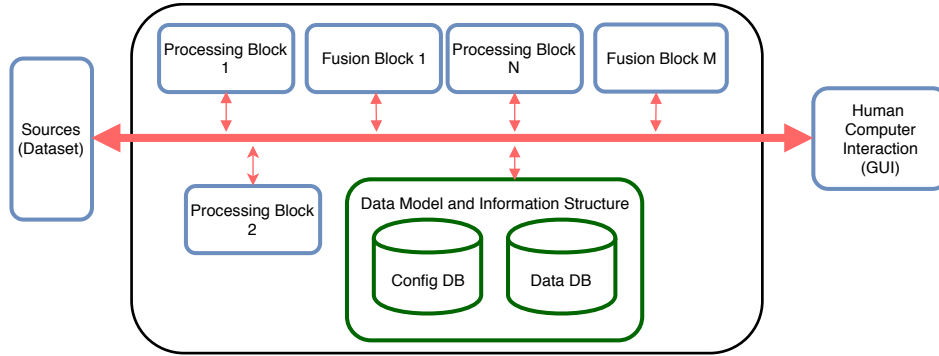 Processing Block
1
Fusion Block 1
Processing Block
N
Fusion Block M
Sources
(Dataset)
Human
Computer
Interaction
(GUI)
Processing Block
2
Data Model and Information Structure
Config DB
Data DB